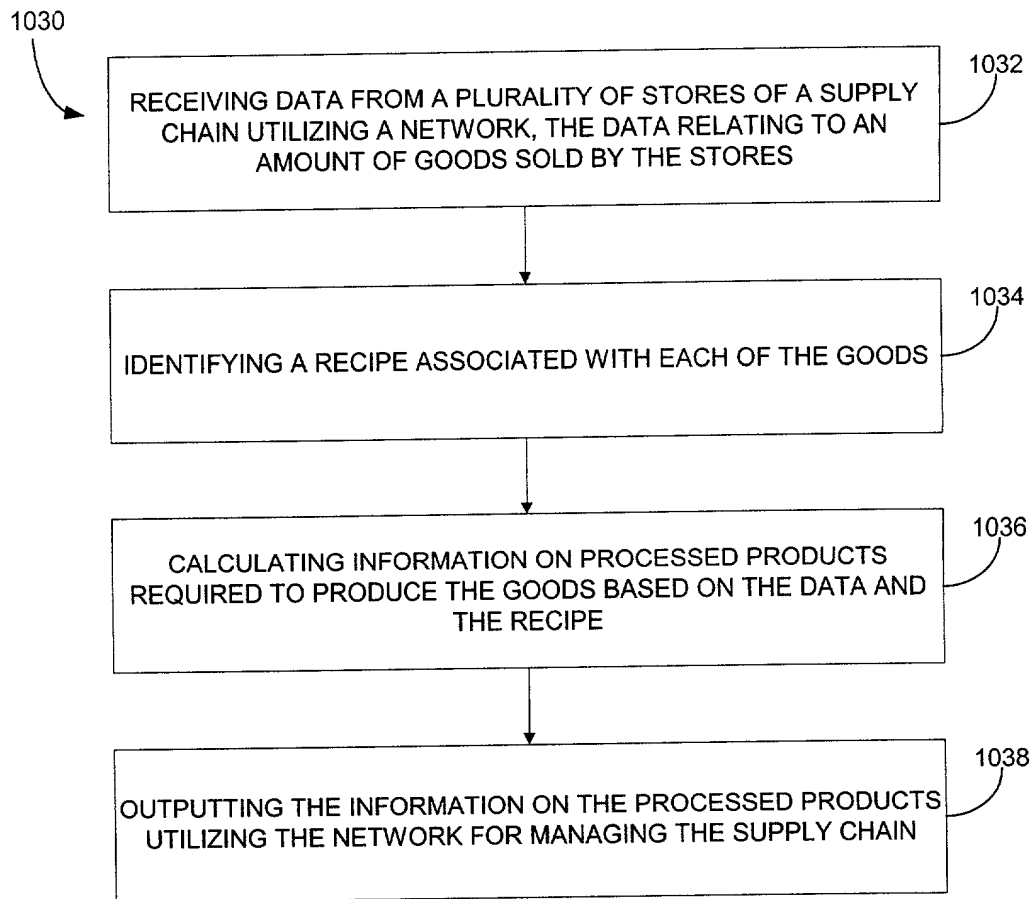 1030
1032
RECEIVING DATA FROM A PLURALITY OF STORES OF A SUPPLY
CHAIN UTILIZING A NETWORK, THE DATA RELATING TO AN
AMOUNT OF GOODS SOLD BY THE STORES
1034
IDENTIFYING A RECIPE ASSOCIATED WITH EACH OF THE GOODS
1036
CALCULATING INFORMATION ON PROCESSED PRODUCTS
REQUIRED TO PRODUCE THE GOODS BASED ON THE DATA AND
THE RECIPE
1038
OUTPUTTING THE INFORMATION ON THE PROCESSED PRODUCTS
UTILIZING THE NETWORK FOR MANAGING THE SUPPLY CHAIN